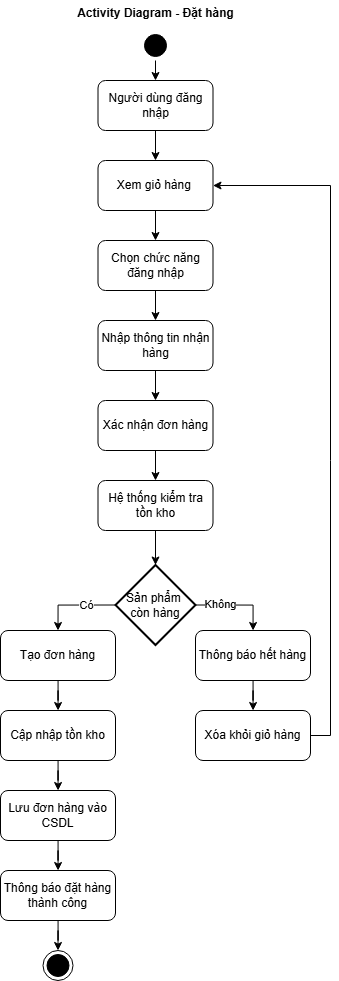 Activity Diagram - Đặt hàng
Người dùng đăng
nhập
Xem giỏ hàng
Chọn chức năng
đăng nhập
Nhập thông tin nhận
hàng
Xác nhận đơn hàng
Hệ thống kiểm tra
tồn kho
Sản phẩm
còn hàng
Có
Không
Tạo đơn hàng
Thông báo hết hàng
Cập nhập tồn kho
Xóa khỏi giỏ hàng
Lưu đơn hàng vào
CSDL
Thông báo đặt hàng
thành công